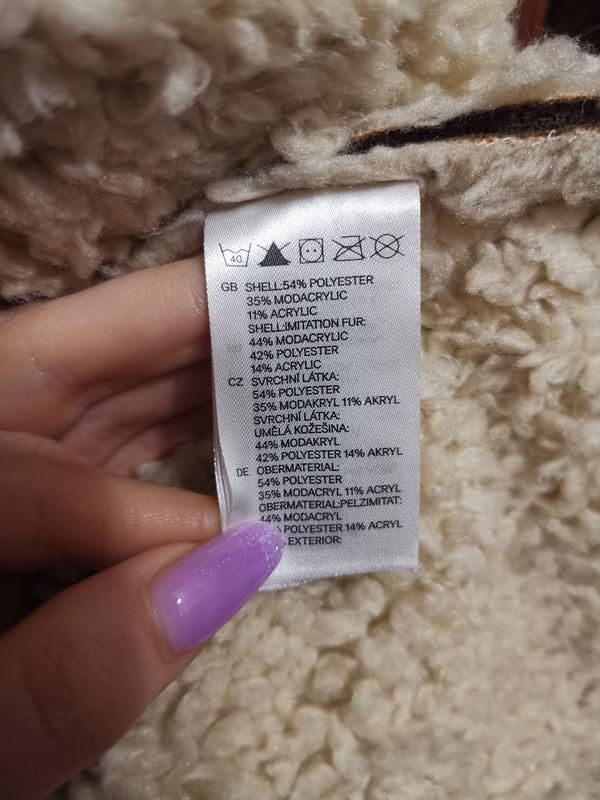 40
GB SHELL:54% POLYESTER
35% MODACRYLIC
11% ACRYLIC
SHELL:IMITATION FUR:
44% MODACRYLIC
42% POLYESTER
14% ACRYLIC
CZ SVRCHNÍ LÁTKA:
54% POLYESTER
35% MODAKRYL 11% AKRYL
SVRCHNÍ LÁTKA:
UMĚLÁ KOŽEŠINA:
44% MODAKRYL
42% POLYESTER 14% AKRYL
DE OBERMATERIAL:
54% POLYESTER
35% MODACRYL 11% ACRYL
OBERMATERIAL:PELZIMITAT:
44% MODACRYL
% POLYESTER 14% ACRYL
EXTERIOR: